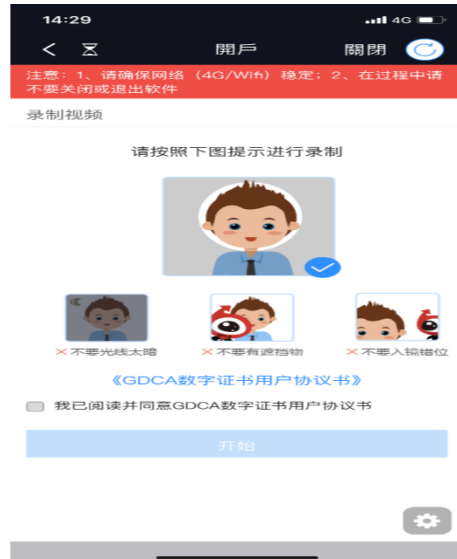 14:29
4G
開戶
關閉
注意：1、请确保网络（4G/Wifi）稳定；2、在过程中请
不要关闭或退出软件
录制视频
请按照下图提示进行录制
×不要光线太暗
×不要有遮挡物
×不要入镜错位
《GDCA数字证书用户协议书》
我已阅读并同意GDCA数字证书用户协议书
开始